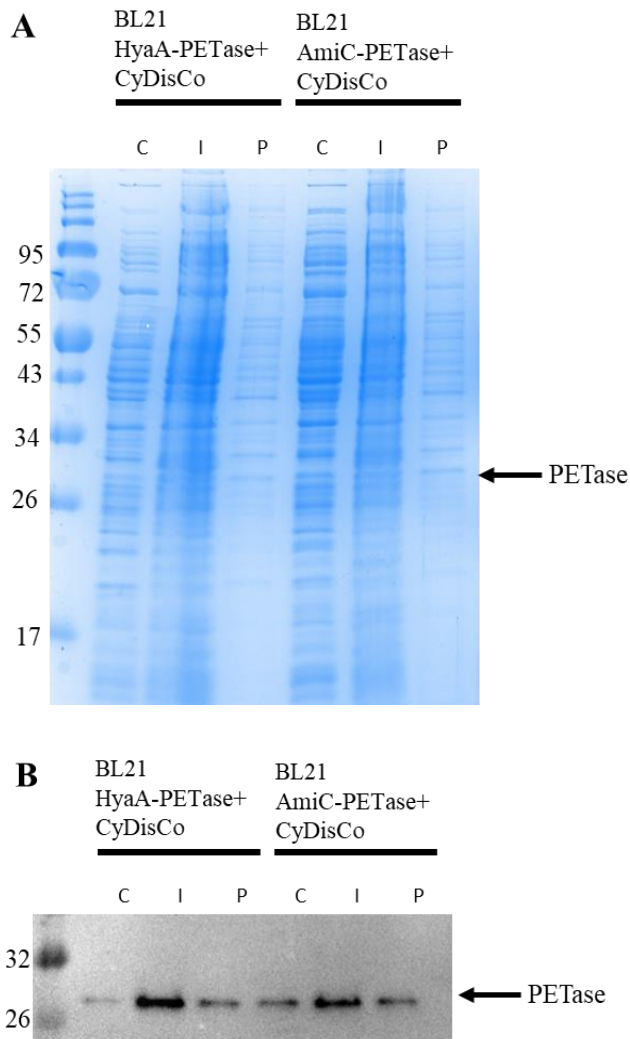 A
BL21
HyaA-PETase+
CyDisCo
BL21
AmiC-PETase+
CyDisCo
C I P C I P
95
72
55
43
34
26
17
PETase
B
BL21
HyaA-PETase+
CyDisCo
BL21
AmiC-PETase+
CyDisCo
C I P C I P
32
26
PETase